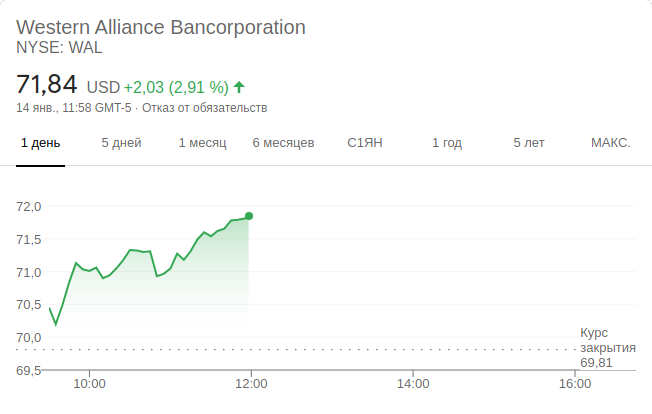 Western Alliance Bancorporation
NYSE: WAL
71,84 USD +2,03 (2,91 %)
14 янв., 11:58 GMT-5 · Отказ от обязательств
1 день 5 дней 1 месяц 6 месяцев С1ЯН 1 год 5 лет МАКС.
72,0
71,5
71,0
70,5
70,0
Курс
закрытия
69,81
69,5
10:00 12:00 14:00 16:00